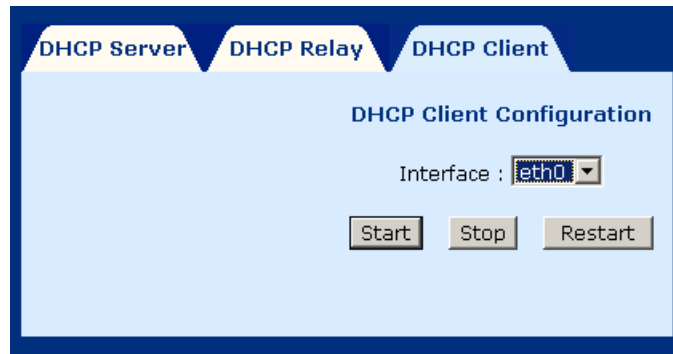 DHCP Server DHCP Relay DHCP Client
DHCP Client Configuration
Interface : eth0
Start Stop Restart